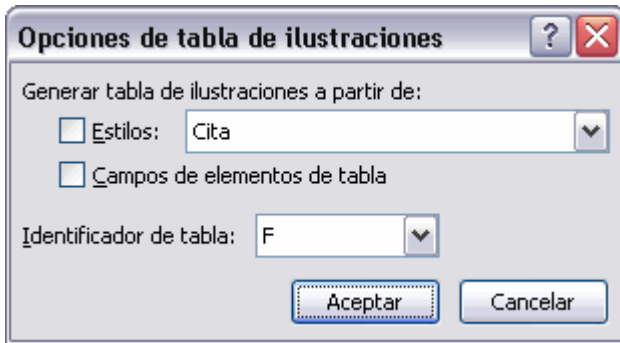 Opciones de tabla de ilustraciones
Generar tabla de ilustraciones a partir de:
Estilos: Cita
Campos de elementos de tabla
Identificador de tabla: F
Aceptar Cancelar